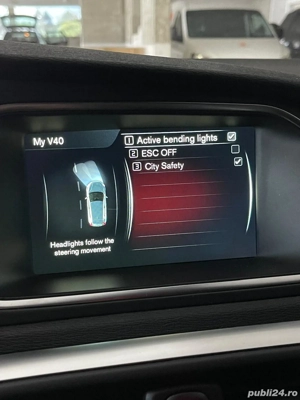 My V40
1 Active bending lights
2 ESC OFF
3 City Safety
Headlights follow the
steering movement
publi24.ro